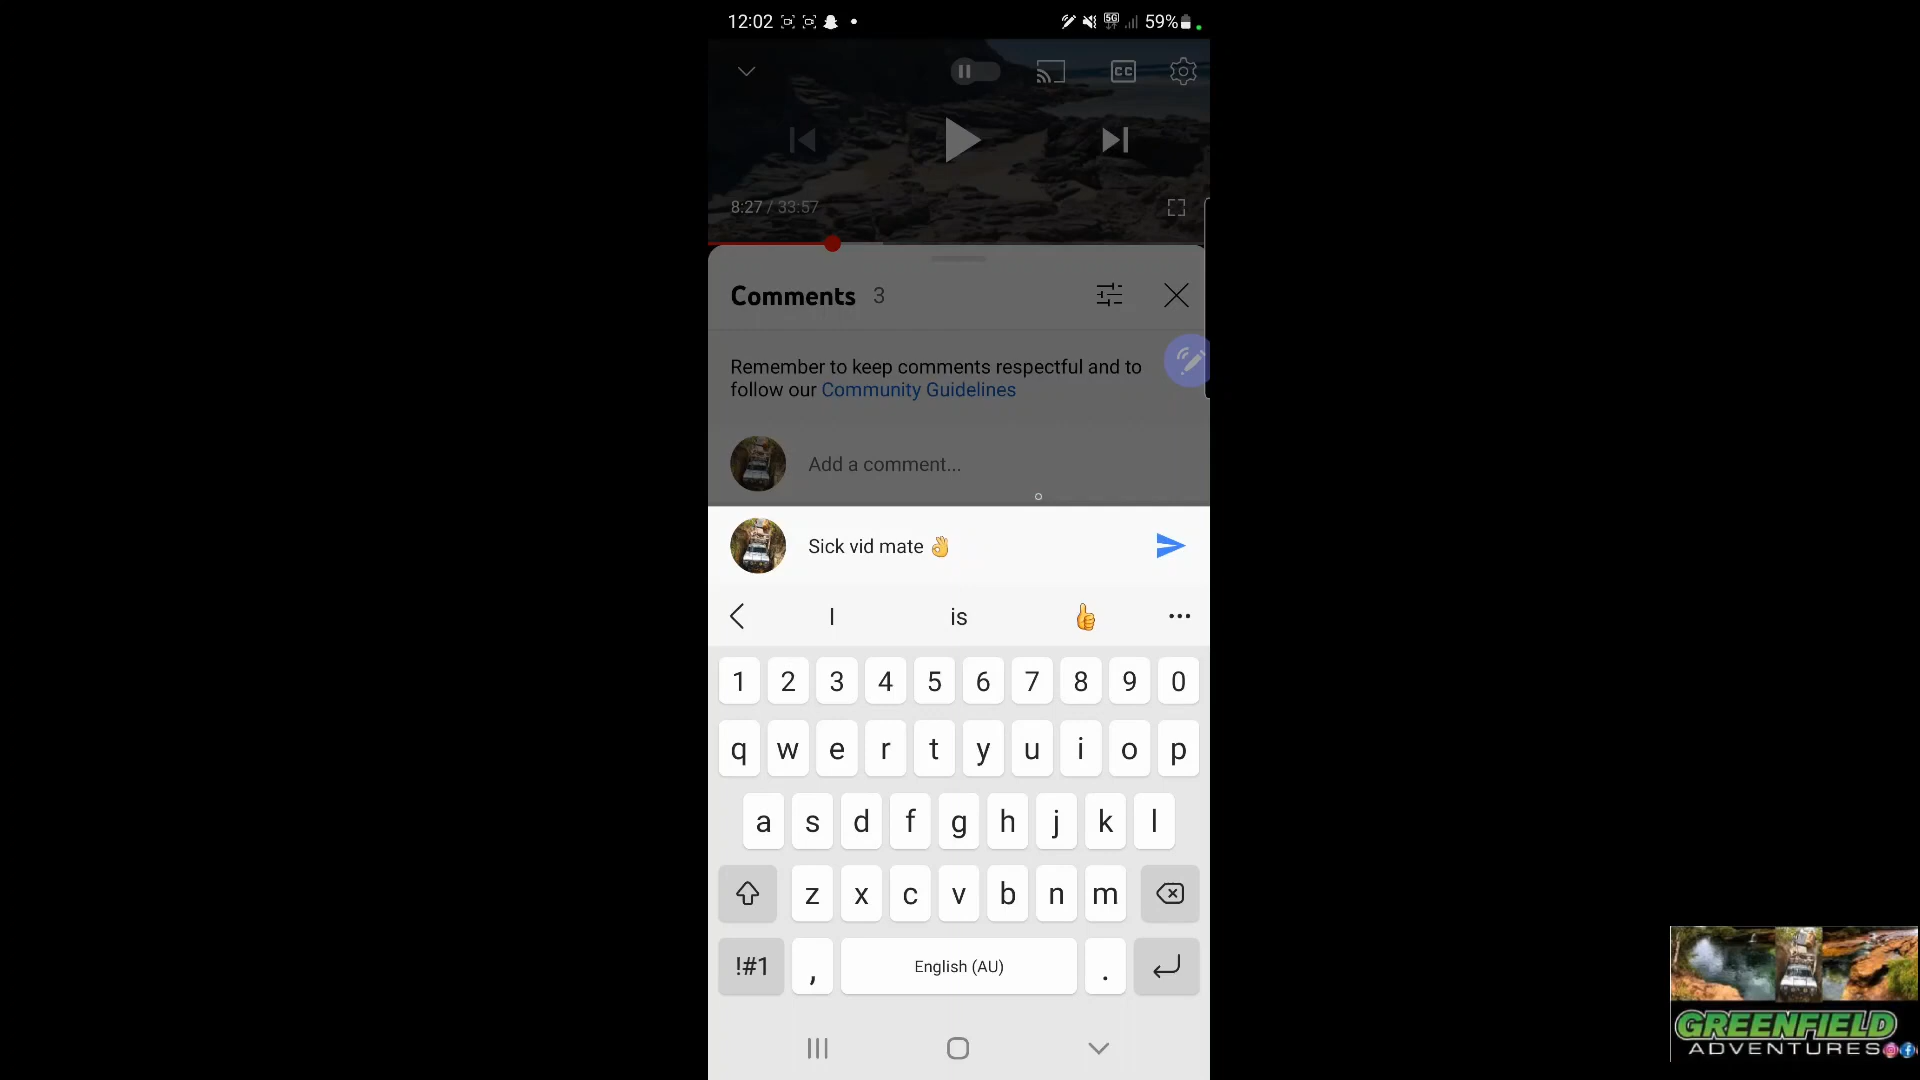 12:02
5G
59%
CC
8:27 / 33:57
Comments 3
Remember to keep comments respectful and to
follow our Community Guidelines
Add a comment...
Sick vid mate 👌
I is 👍 ...
1 2 3 4 5 6 7 8 9 0
q w e r t y u i o p
a s d f g h j k l
z x c v b n m
!#1 , English (AU) .
GREENFIELD
ADVENTURES